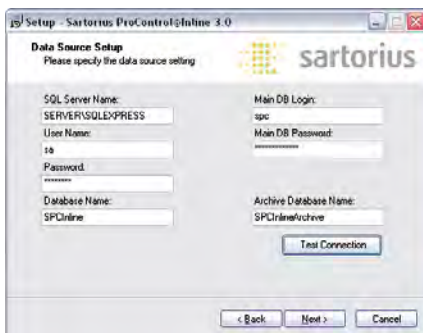 Setup - Sartorius ProControl@Inline 3.0
Data Source Setup
Please specify the data source setting
sartorius
SQL Server Name:
SERVER\SQLEXPRESS
User Name:
sa
Password:
********
Database Name:
SPCInline
Main DB Login:
spc
Main DB Password:
************
Archive Database Name:
SPCInlineArchive
Test Connection
< Back
Next >
Cancel